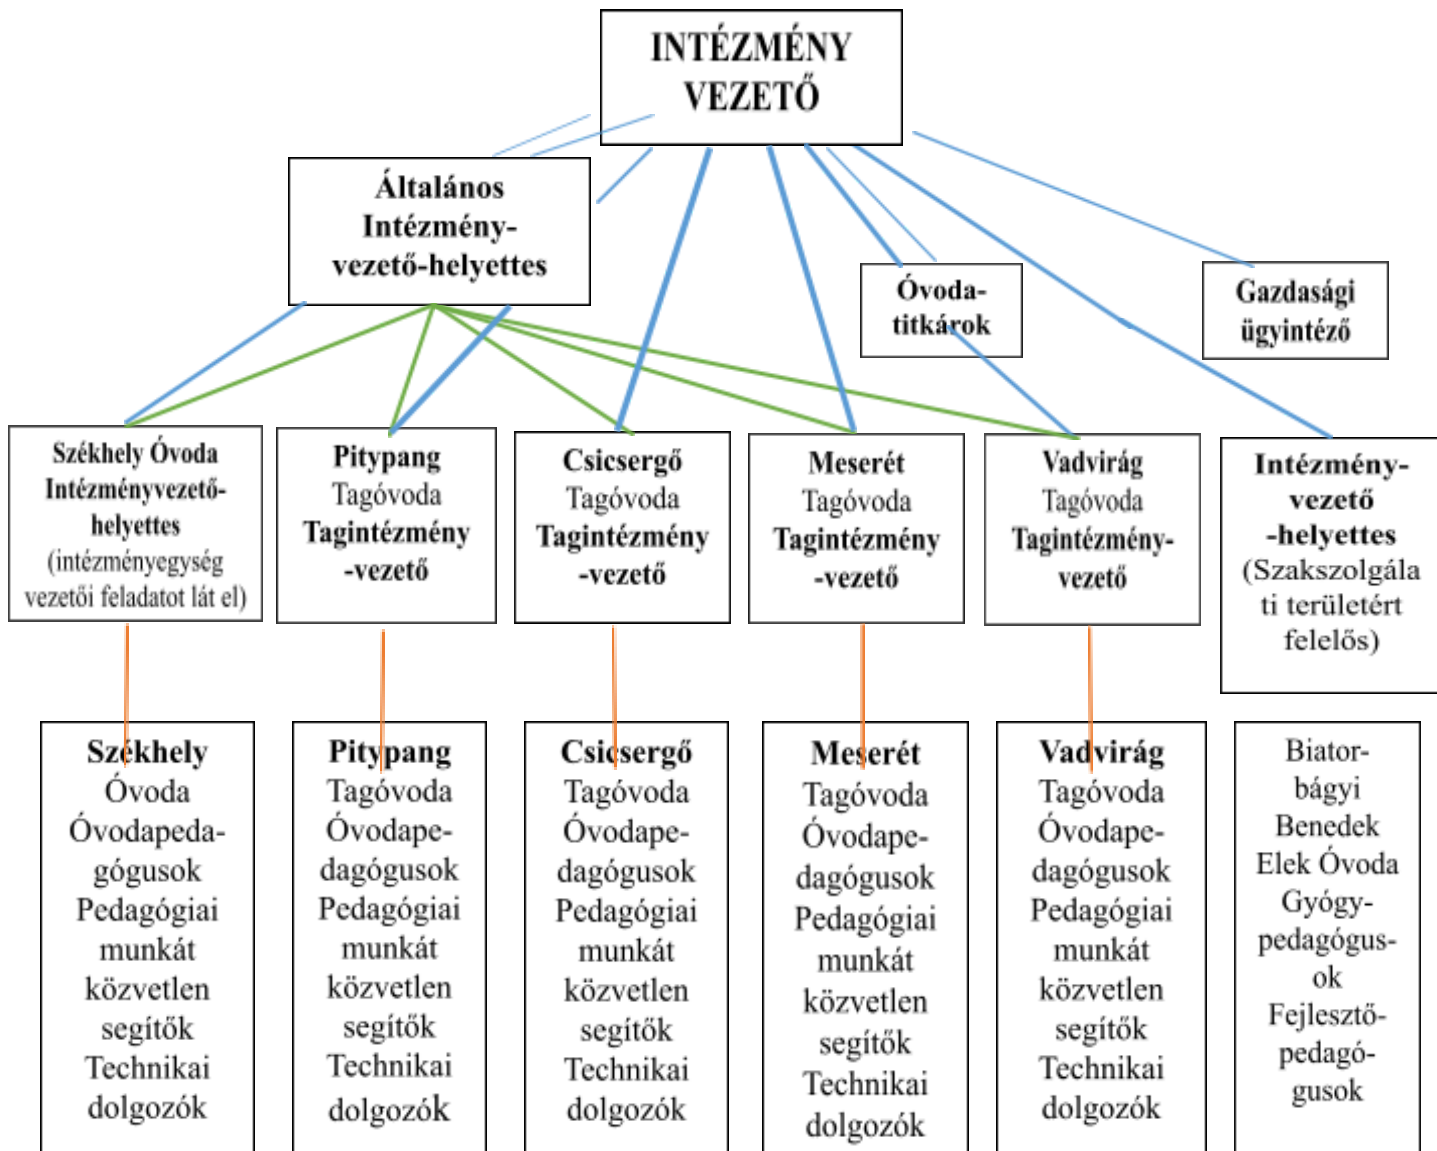 INTÉZMÉNY
VEZETŐ
Általános
Intézmény-
vezető-helyettes
Óvoda-
titkárok
Gazdasági
ügyintéző
Székhely Óvoda
Intézményvezető-
helyettes
(intézményegység
vezetői feladatot lát el)
Pitypang
Tagóvoda
Tagintézmény
-vezető
Csicsergő
Tagóvoda
Tagintézmény
-vezető
Meserét
Tagóvoda
Tagintézmény
-vezető
Vadvirág
Tagóvoda
Tagintézmény-
vezető
Intézmény-
vezető
-helyettes
(Szakszolgála
ti területért
felelős)
Székhely
Óvoda
Óvodapeda-
gógusok
Pedagógiai
munkát
közvetlen
segítők
Technikai
dolgozók
Pitypang
Tagóvoda
Óvodape-
dagógusok
Pedagógiai
munkát
közvetlen
segítők
Technikai
dolgozók
Csicsergő
Tagóvoda
Óvodape-
dagógusok
Pedagógiai
munkát
közvetlen
segítők
Technikai
dolgozók
Meserét
Tagóvoda
Óvodape-
dagógusok
Pedagógiai
munkát
közvetlen
segítők
Technikai
dolgozók
Vadvirág
Tagóvoda
Óvodape-
dagógusok
Pedagógiai
munkát
közvetlen
segítők
Technikai
dolgozók
Biator-
bágyi
Benedek
Elek Óvoda
Gyógy-
pedagógus-
ok
Fejlesztő-
pedagó-
gusok